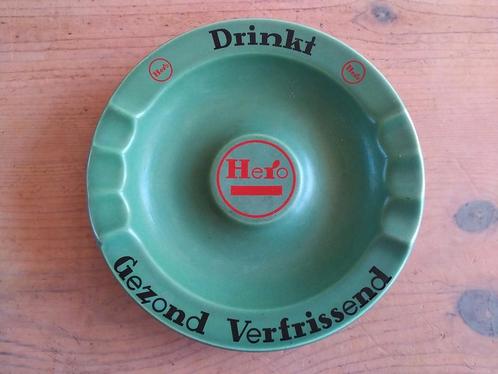 Drinkt
Hero
Hero
Hero
Gezond Verfrissend